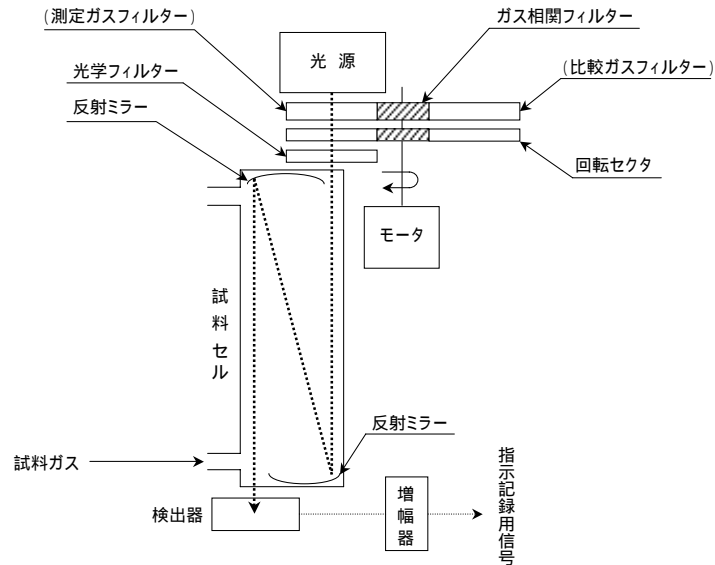 (測定ガスフィルター)
ガス相関フィルター
光 源
(比較ガスフィルター)
光学フィルター
反射ミラー
回転セクタ
モータ
試料セル
反射ミラー
試料ガス
検出器
増幅器
指示記録用信号